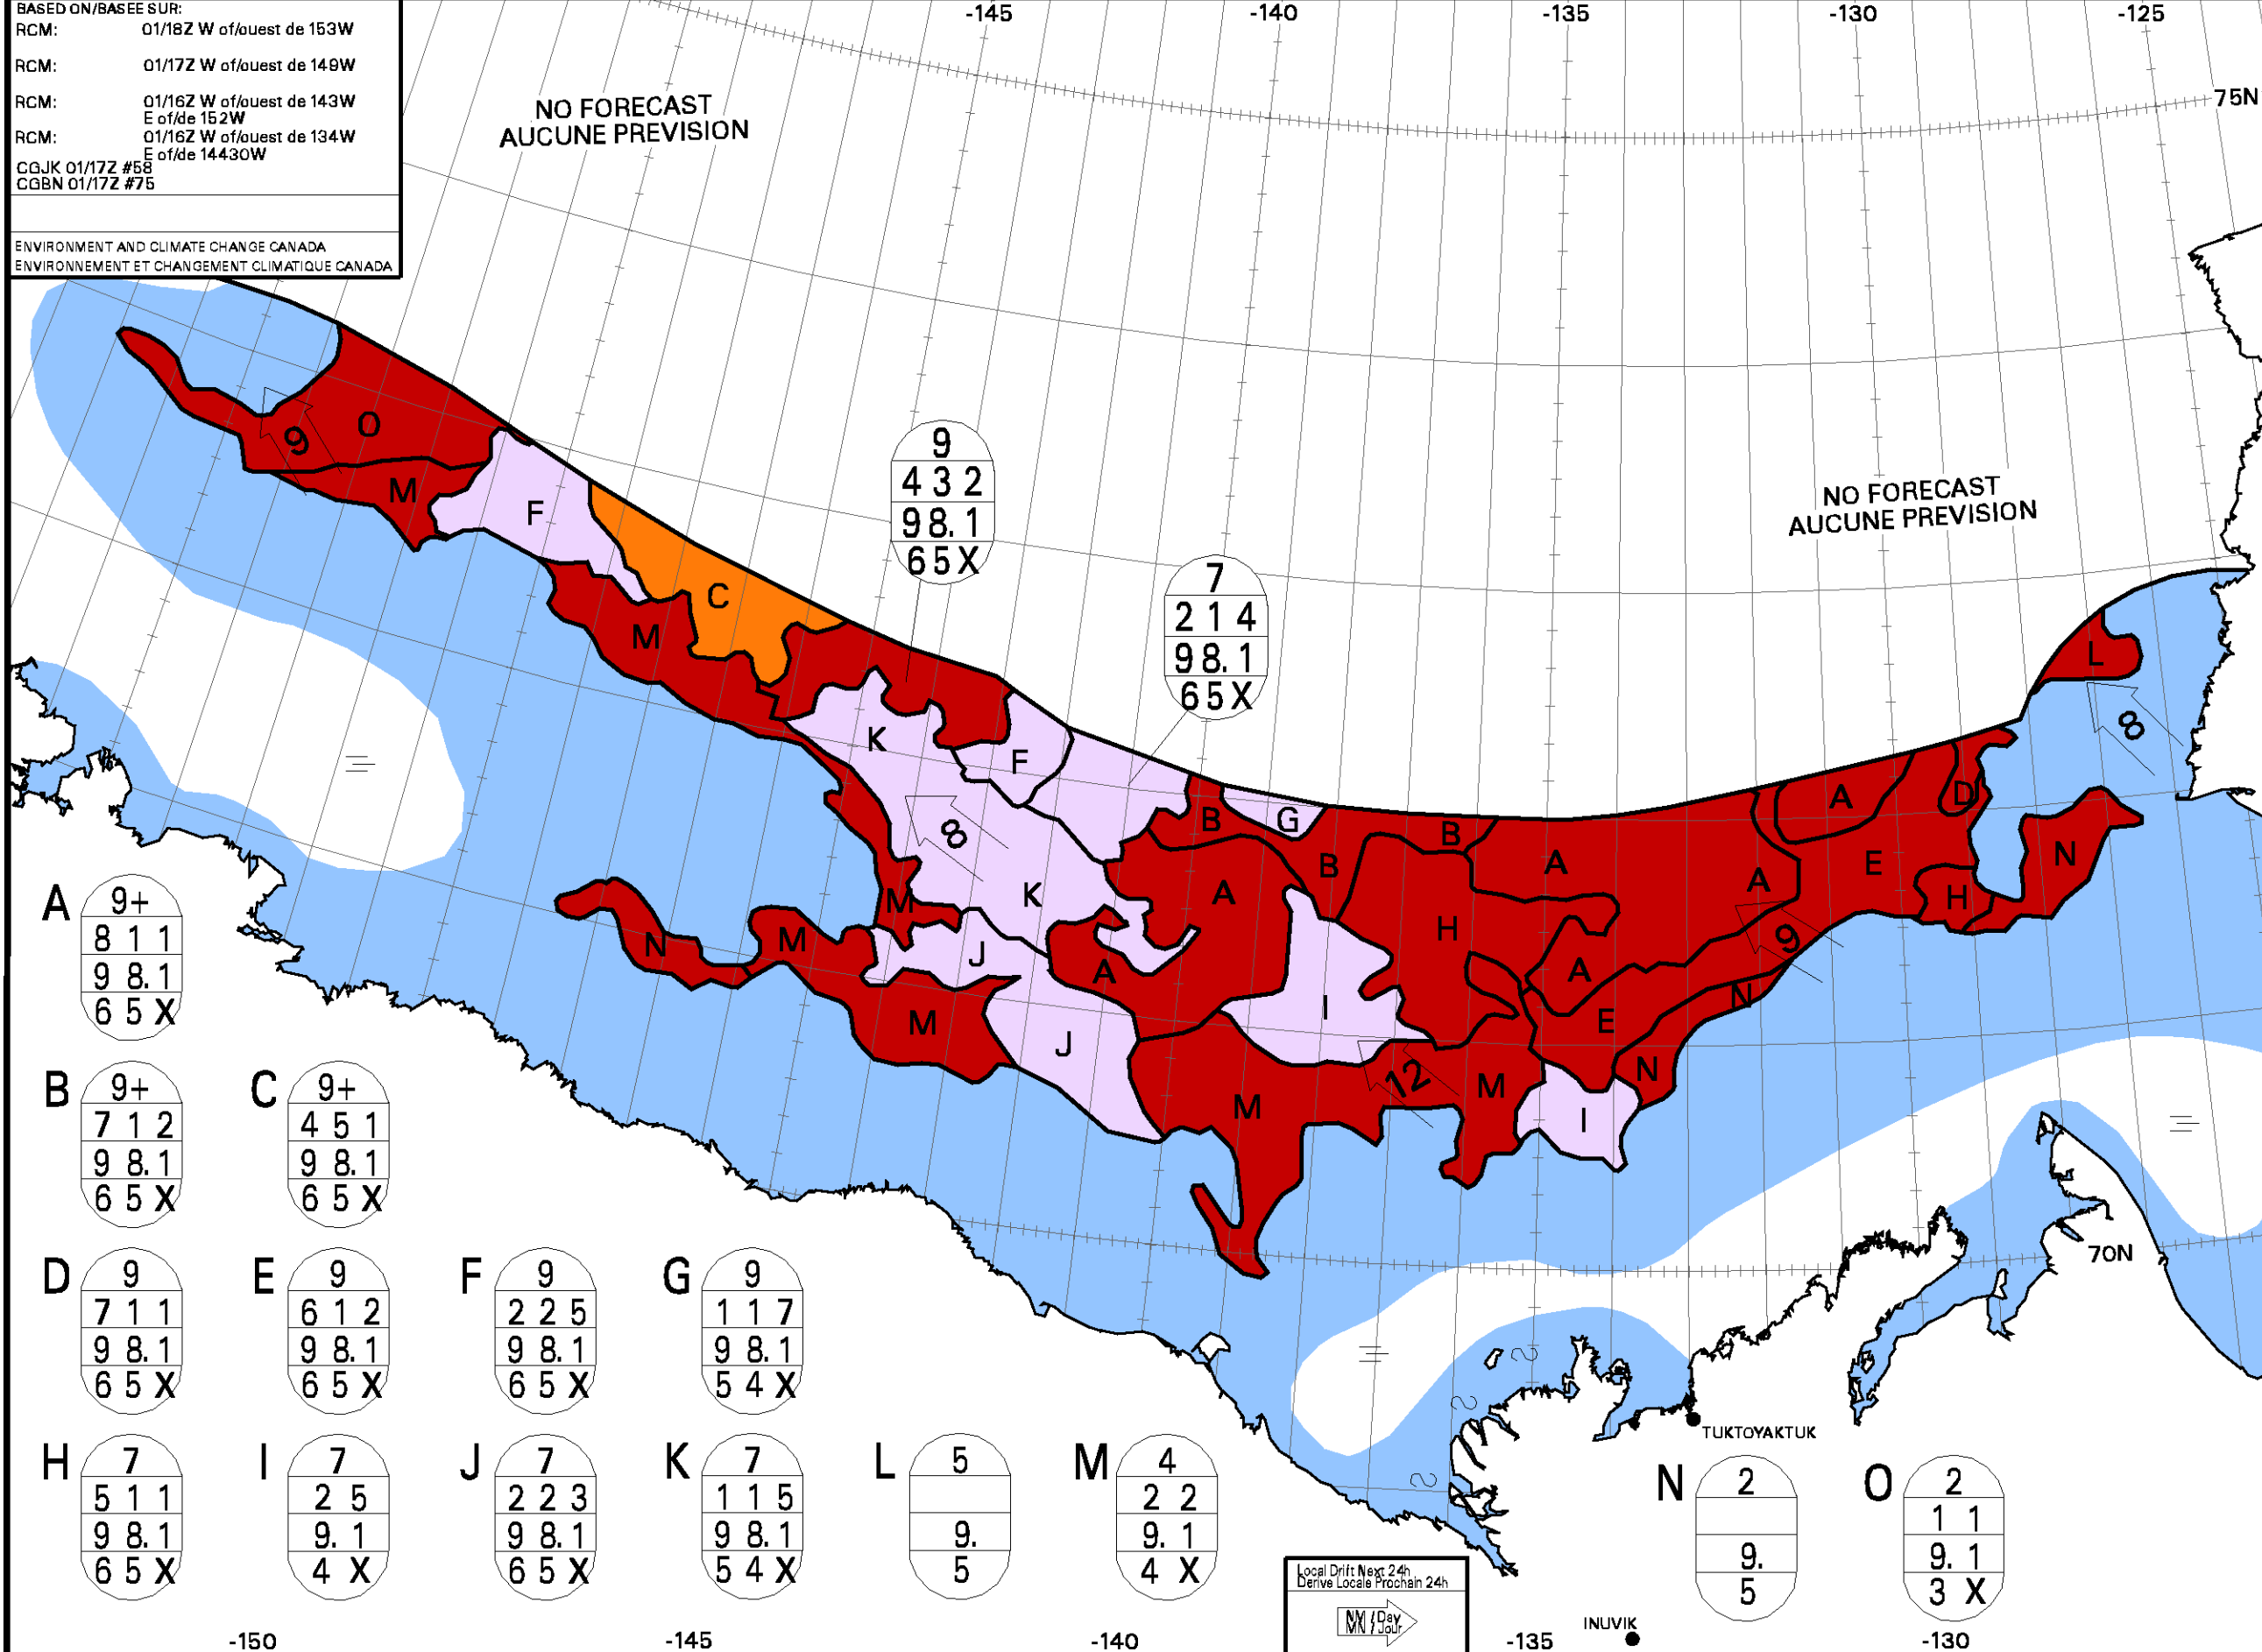 BASED ON/BASEE SUR:
RCM: 01/18Z W of/ouest de 153W
RCM: 01/17Z W of/ouest de 149W
RCM: 01/16Z W of/ouest de 143W
E of/de 152W
RCM: 01/16Z W of/ouest de 134W
E of/de 14430W
CGJK 01/17Z #58
CGBN 01/17Z #75
ENVIRONMENT AND CLIMATE CHANGE CANADA
ENVIRONNEMENT ET CHANGEMENT CLIMATIQUE CANADA
-145 -140 -135 -130 -125
75N
NO FORECAST
AUCUNE PREVISION
NO FORECAST
AUCUNE PREVISION
9
4 3 2
9 8. 1
6 5 X
7
2 1 4
9 8. 1
6 5 X
O
9
M
F
C
M
K
F
8
K
M
J
N
M
M
J
A
B
G
B
B
A
A
A
A
D
E
H
N
L
8
H
A
9
N
E
I
N
M
12
M
I
A
9+
8 1 1
9 8. 1
6 5 X
B
9+
7 1 2
9 8. 1
6 5 X
C
9+
4 5 1
9 8. 1
6 5 X
D
9
7 1 1
9 8. 1
6 5 X
E
9
6 1 2
9 8. 1
6 5 X
F
9
2 2 5
9 8. 1
6 5 X
G
9
1 1 7
9 8. 1
5 4 X
H
7
5 1 1
9 8. 1
6 5 X
I
7
2 5
9. 1
4 X
J
7
2 2 3
9 8. 1
6 5 X
K
7
1 1 5
9 8. 1
5 4 X
L
5
9.
5
M
4
2 2
9. 1
4 X
N
2
9.
5
O
2
1 1
9. 1
3 X
70N
TUKTOYAKTUK
INUVIK
Local Drift Next 24h
Derive Locale Prochain 24h
NM / Day
MN / Jour
-150 -145 -140 -135 -130